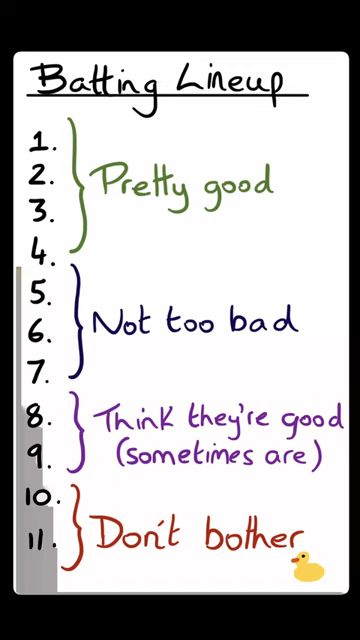 Batting Lineup
1.
2.
3.
4.
Pretty good
5.
6.
7.
Not too bad
8.
9.
Think they're good
(sometimes are)
10.
11.
Don't bother